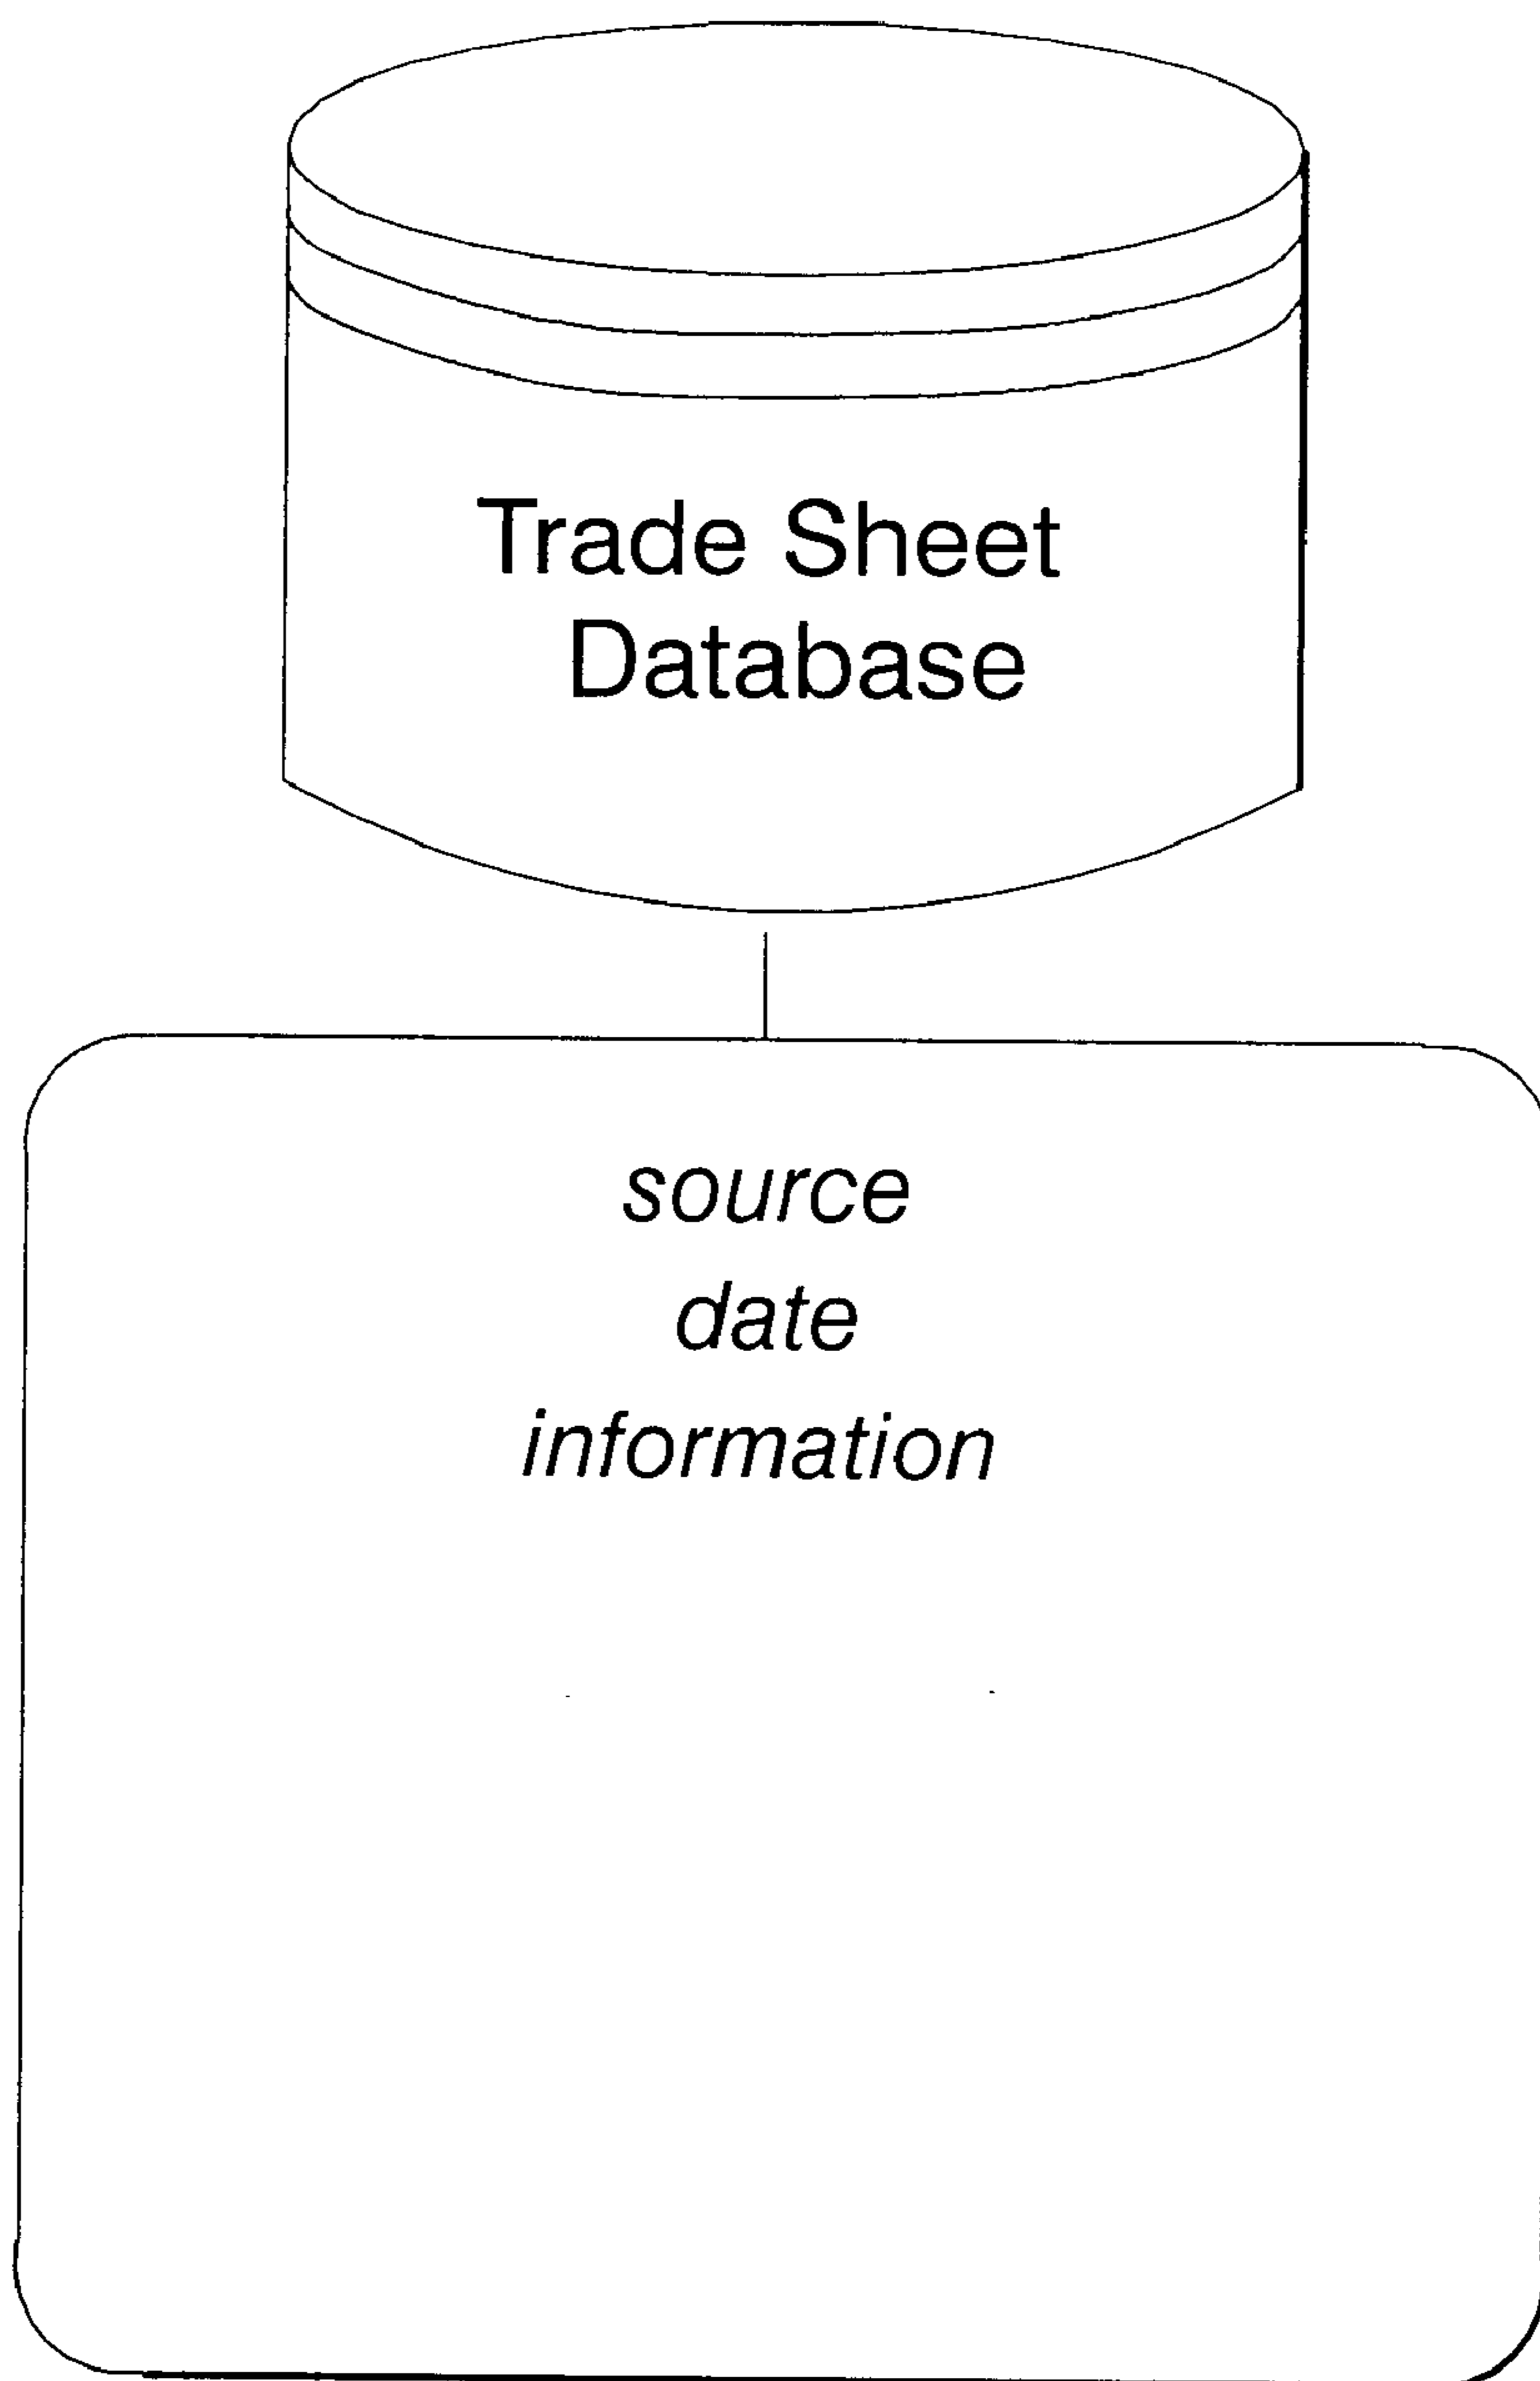 Trade Sheet
Database
source
date
information